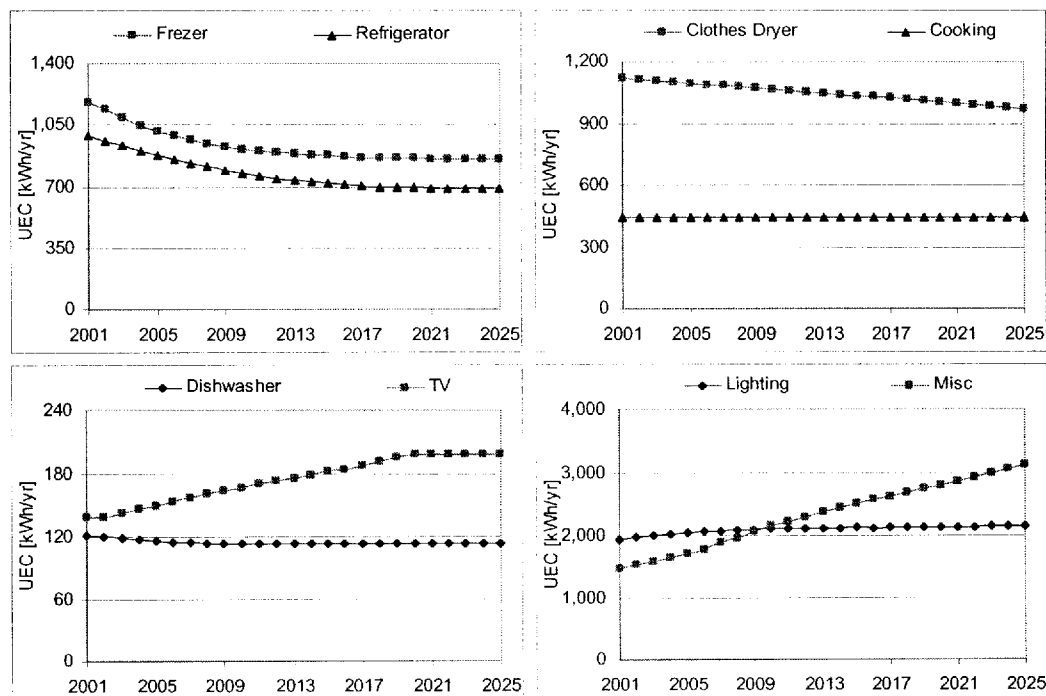 Frezer Refrigerator
1,400
1,050
700
350
0
UEC [kWh/yr]
2001 2005 2009 2013 2017 2021 2025
Clothes Dryer Cooking
1,200
900
600
300
0
UEC [kWh/yr]
2001 2005 2009 2013 2017 2021 2025
Dishwasher TV
240
180
120
60
0
UEC [kWh/yr]
2001 2005 2009 2013 2017 2021 2025
Lighting Misc
4,000
3,000
2,000
1,000
0
UEC [kWh/yr]
2001 2005 2009 2013 2017 2021 2025